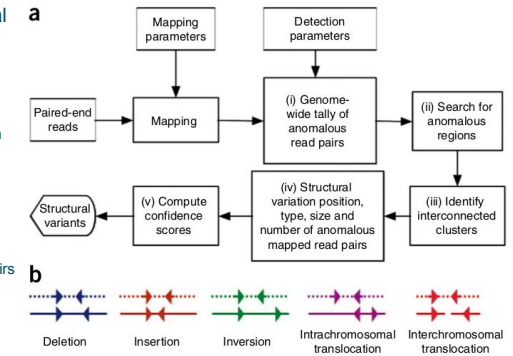 al
a
Mapping
parameters
Detection
parameters
Paired-end
reads
Mapping
(i) Genome-
wide tally of
anomalous
read pairs
(ii) Search for
anomalous
regions
Structural
variants
(v) Compute
confidence
scores
(iv) Structural
variation position,
type, size and
number of anomalous
mapped read pairs
(iii) Identify
interconnected
clusters
irs
b
Deletion
Insertion
Inversion
Intrachromosomal
translocation
Interchromosomal
translocation